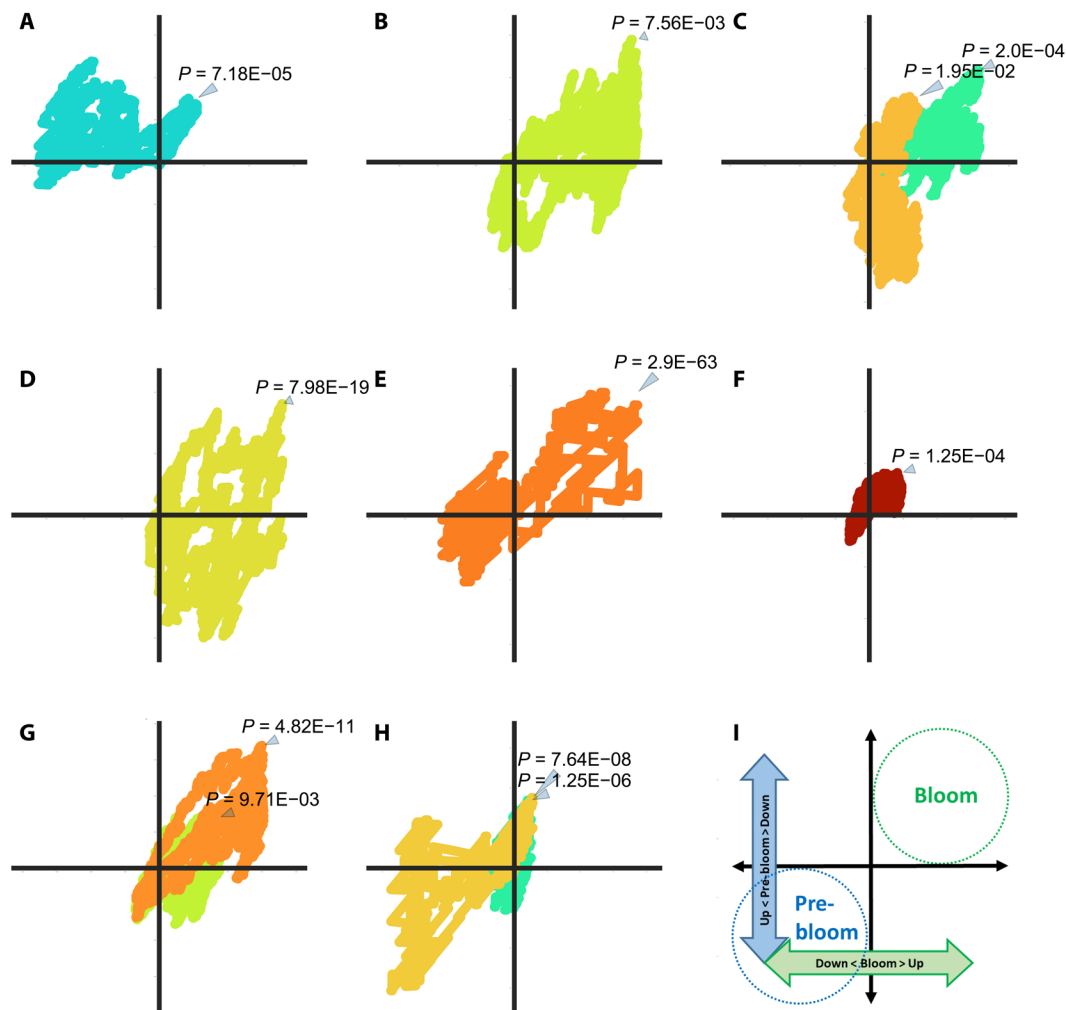 A
P = 7.18E−05
B
P = 7.56E−03
C
P = 2.0E−04
P = 1.95E−02
D
P = 7.98E−19
E
P = 2.9E−63
F
P = 1.25E−04
G
P = 4.82E−11
P = 9.71E−03
H
P = 7.64E−08
P = 1.25E−06
I
Bloom
Up < Pre-bloom > Down
Pre-
bloom
Down < Bloom > Up